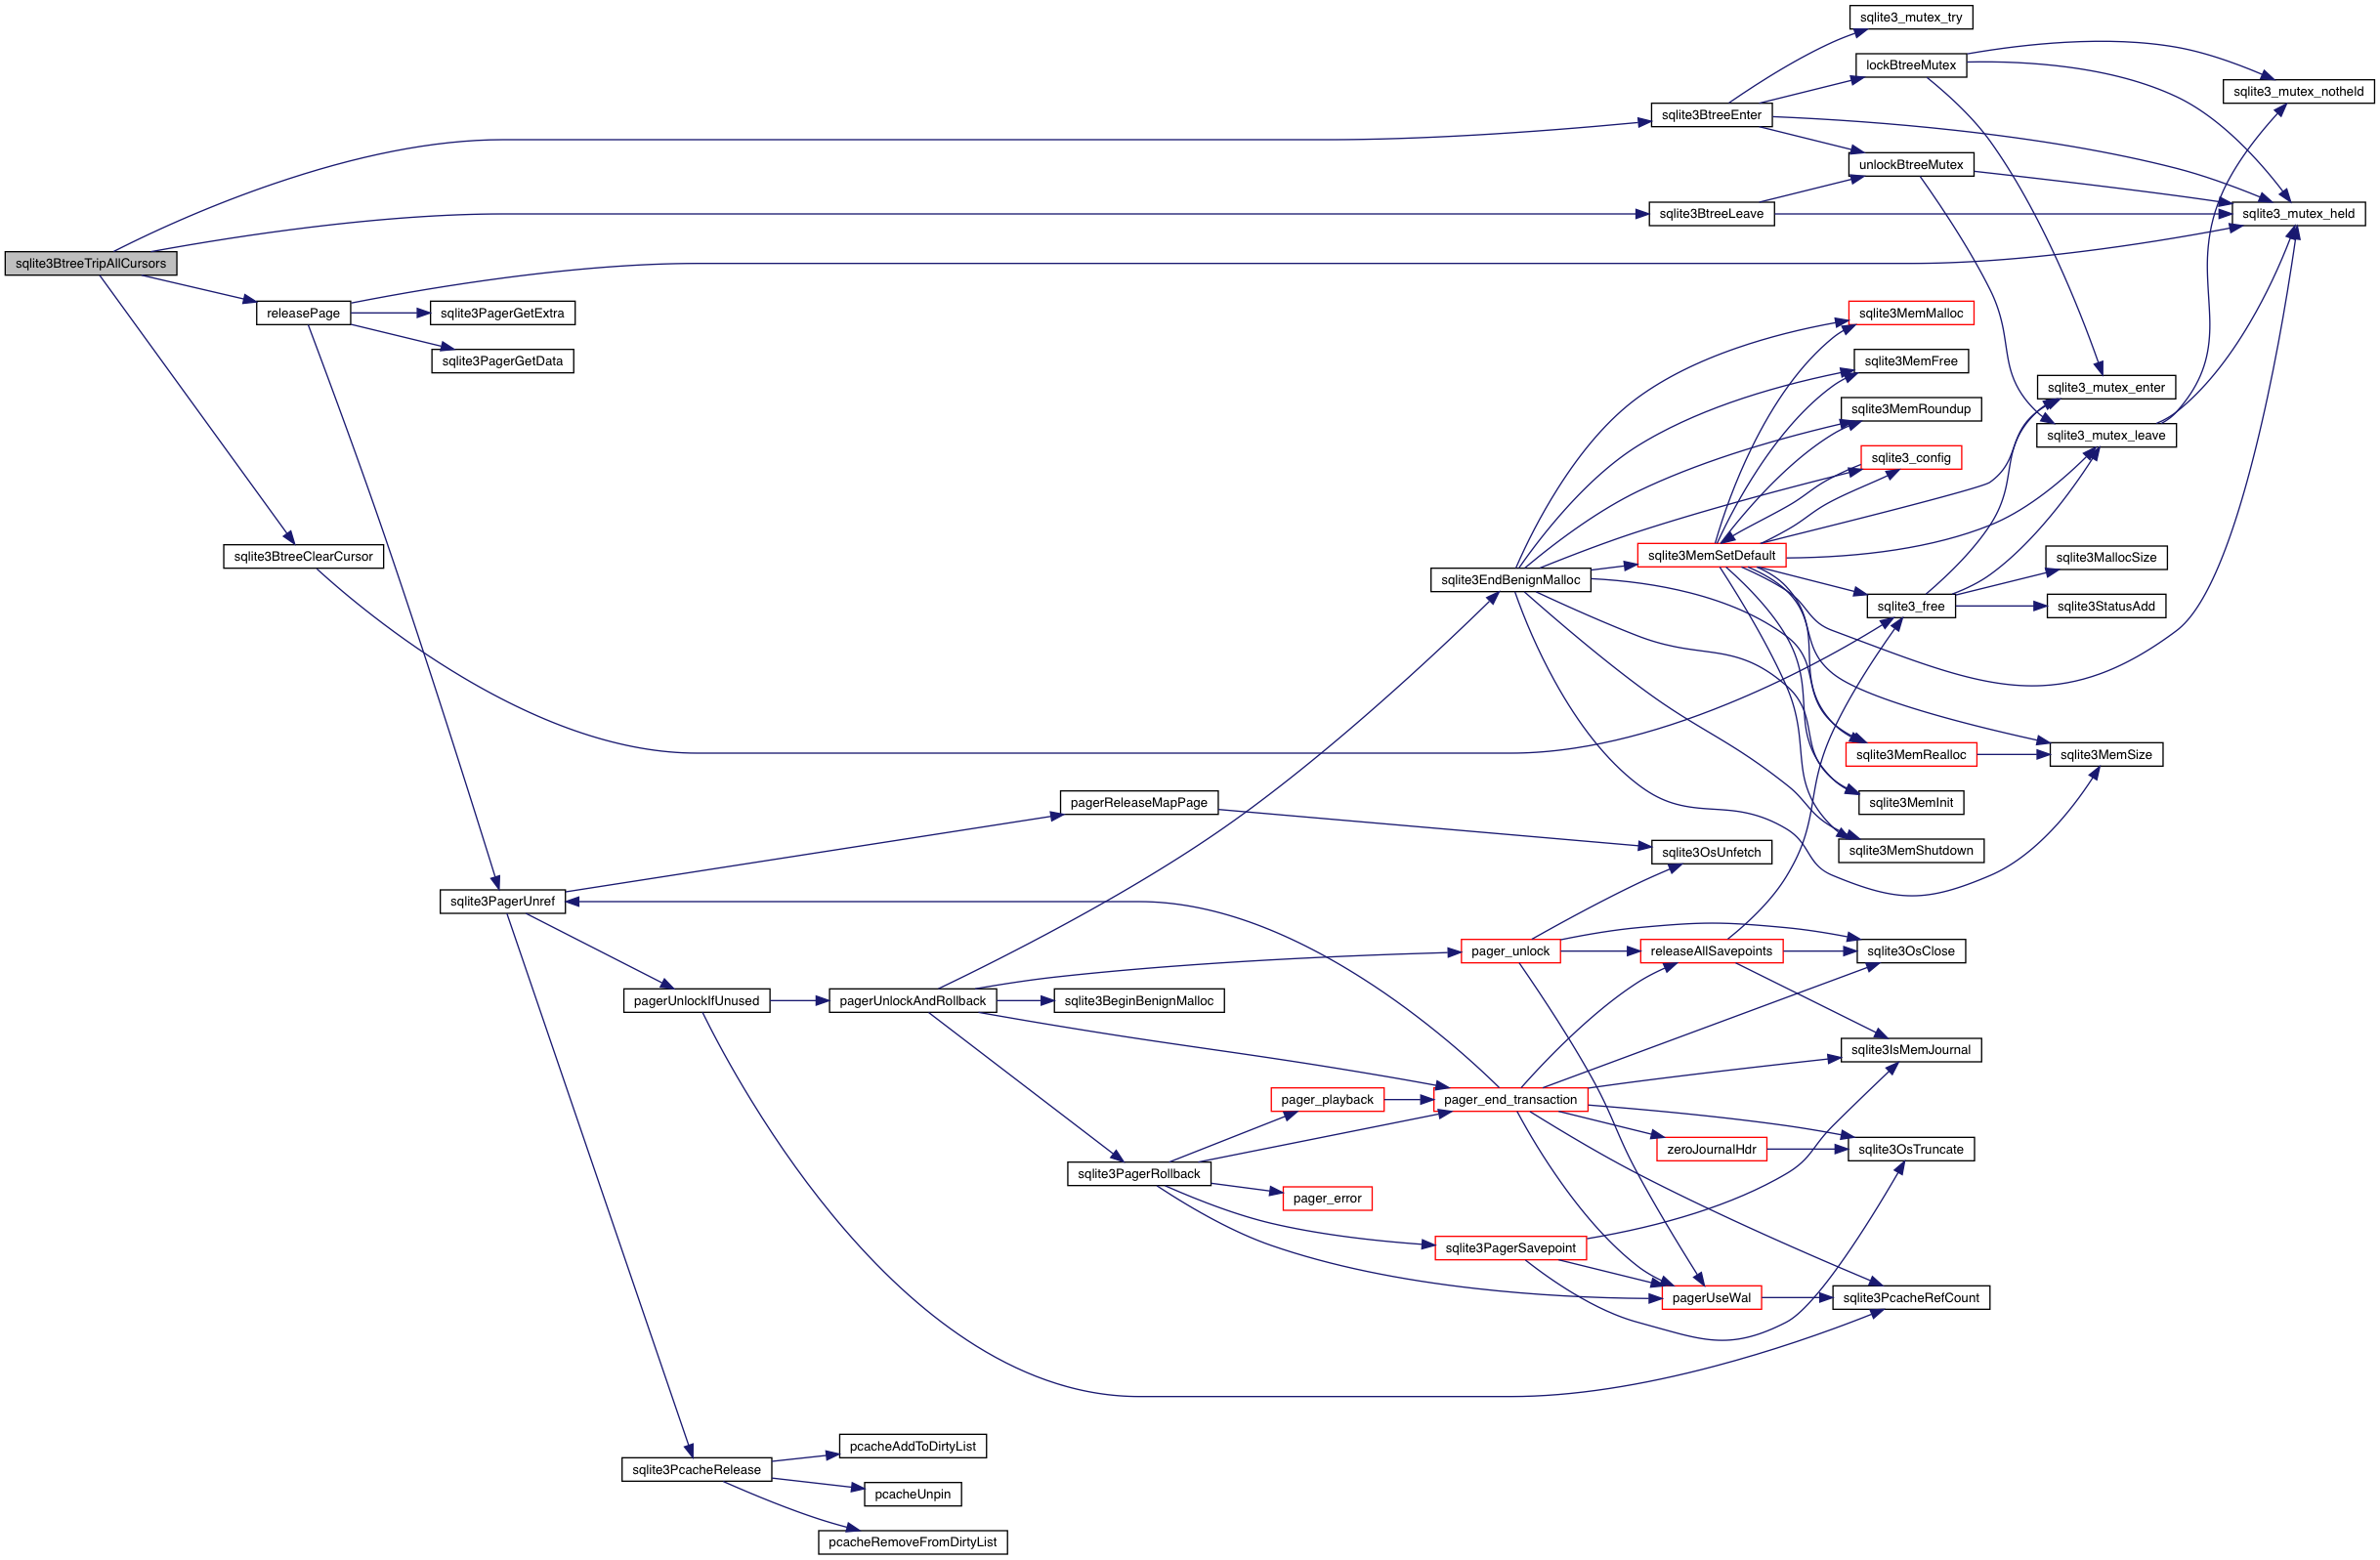 sqlite3_mutex_try
lockBtreeMutex
sqlite3_mutex_notheld
sqlite3BtreeEnter
unlockBtreeMutex
sqlite3BtreeLeave
sqlite3_mutex_held
sqlite3BtreeTripAllCursors
releasePage
sqlite3PagerGetExtra
sqlite3MemMalloc
sqlite3PagerGetData
sqlite3MemFree
sqlite3_mutex_enter
sqlite3MemRoundup
sqlite3_mutex_leave
sqlite3_config
sqlite3BtreeClearCursor
sqlite3MemSetDefault
sqlite3MallocSize
sqlite3EndBenignMalloc
sqlite3_free
sqlite3StatusAdd
sqlite3MemRealloc
sqlite3MemSize
pagerReleaseMapPage
sqlite3MemInit
sqlite3OsUnfetch
sqlite3MemShutdown
sqlite3PagerUnref
pager_unlock
releaseAllSavepoints
sqlite3OsClose
pagerUnlockIfUnused
pagerUnlockAndRollback
sqlite3BeginBenignMalloc
sqlite3IsMemJournal
pager_playback
pager_end_transaction
zeroJournalHdr
sqlite3OsTruncate
sqlite3PagerRollback
pager_error
sqlite3PagerSavepoint
pagerUseWal
sqlite3PcacheRefCount
pcacheAddToDirtyList
sqlite3PcacheRelease
pcacheUnpin
pcacheRemoveFromDirtyList